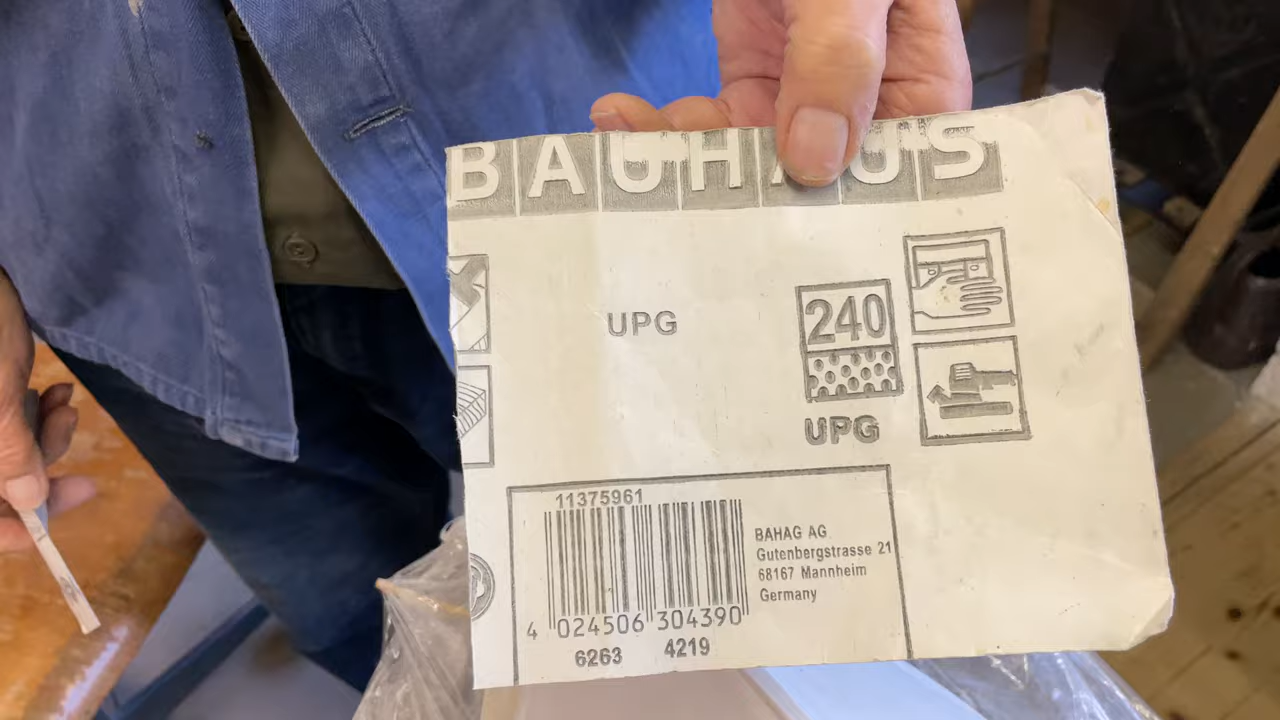 BAUHAUS
UPG
240
UPG
11375961
4 024506 304390
6263 4219
BAHAG AG
Gutenbergstrasse 21
68167 Mannheim
Germany